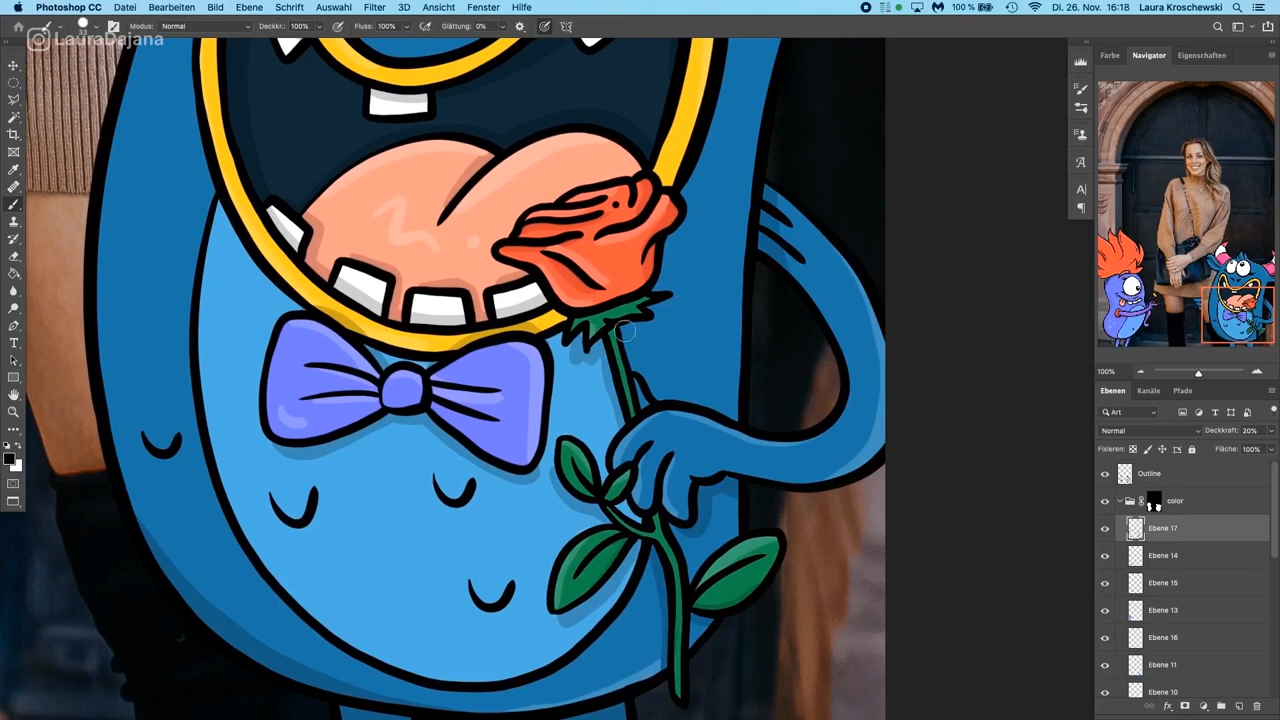 Photoshop CC Datei Bearbeiten Bild Ebene Schrift Auswahl Filter 3D Ansicht Fenster Hilfe 100 % Di. 26. Nov. 16:18 Laura Kroschewski
33 Modus: Normal Deckkr.: 100% Fluss: 100% Glättung: 0%
LauraDajana
Farbe Navigator Eigenschaften
100%
Ebenen Kanäle Pfade
Art
Normal Deckkraft: 20%
Fixieren: Fläche: 100%
Outline
color
Ebene 17
Ebene 14
Ebene 15
Ebene 13
Ebene 16
Ebene 11
Ebene 10